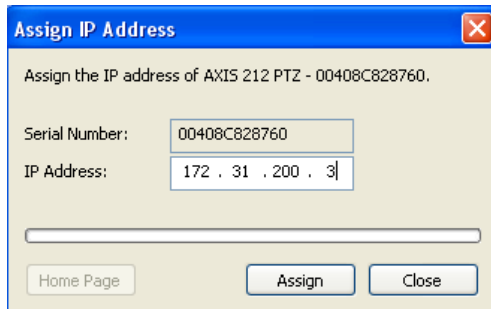 Assign IP Address
Assign the IP address of AXIS 212 PTZ - 00408C828760.
Serial Number: 00408C828760
IP Address: 172 . 31 . 200 . 3
Home Page Assign Close